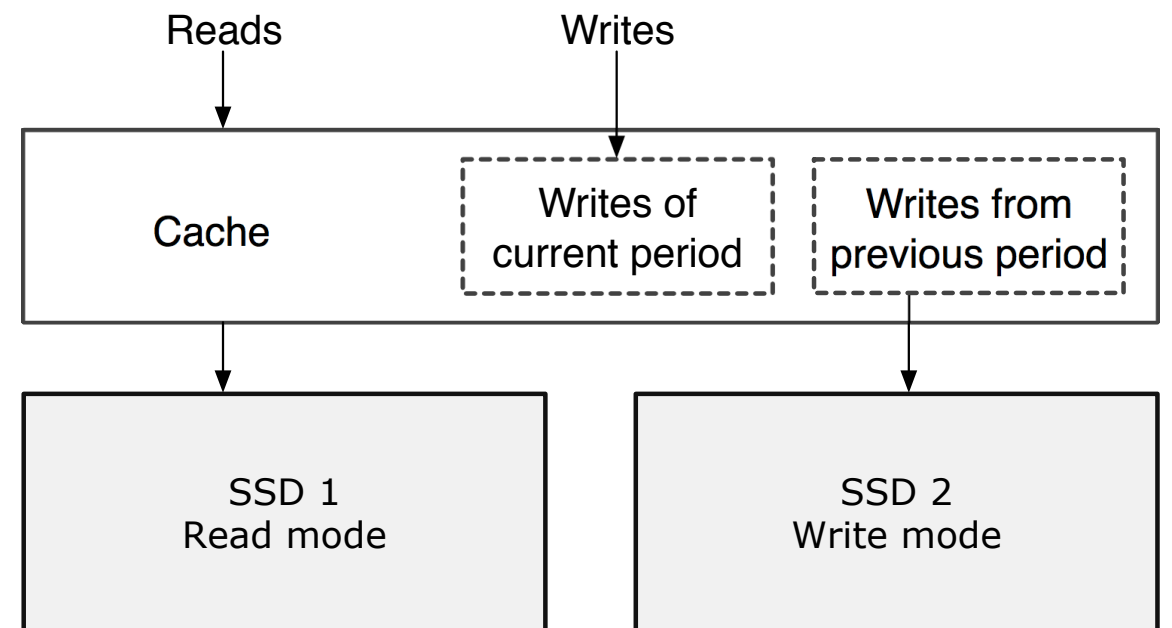 Reads
Writes
Cache
Writes of
current period
Writes from
previous period
SSD 1
Read mode
SSD 2
Write mode